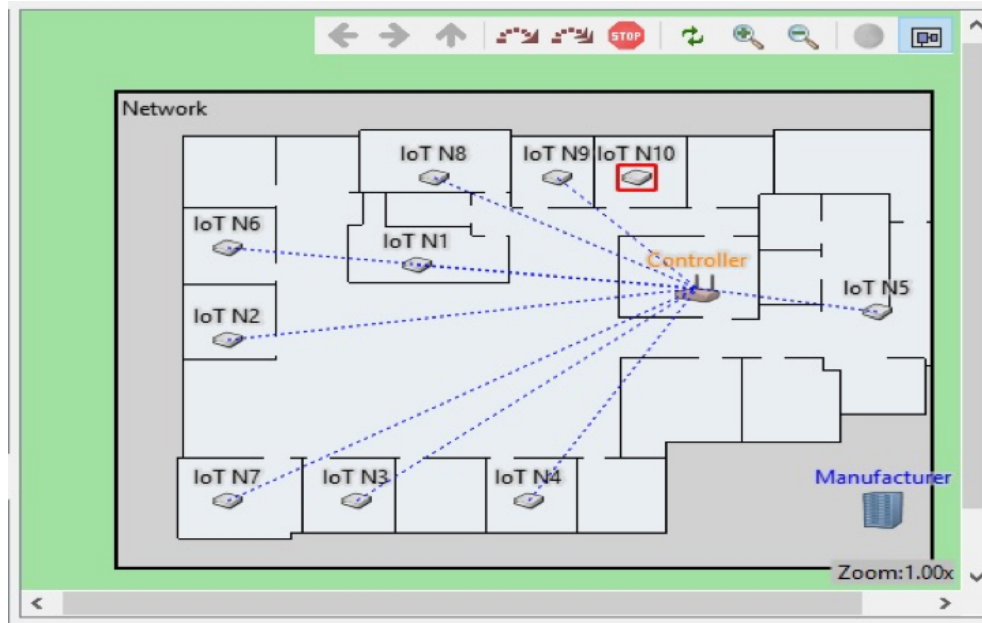 STOP
Network
IoT N8
IoT N9
IoT N10
IoT N6
IoT N1
Controller
IoT N5
IoT N2
IoT N7
IoT N3
IoT N4
Manufacturer
Zoom:1.00x